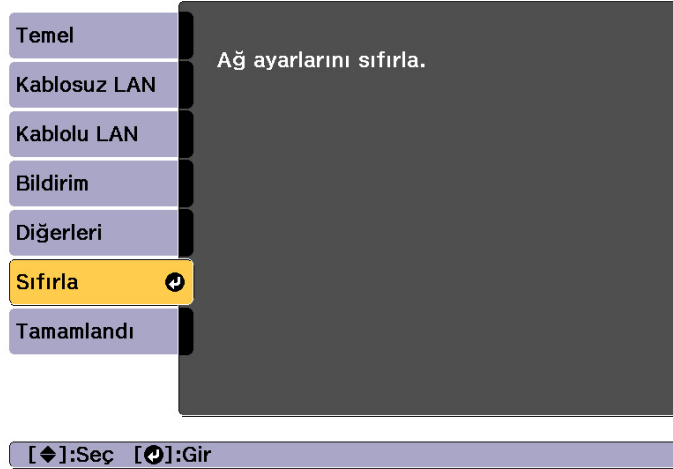 Temel
Kablosuz LAN
Kablolu LAN
Bildirim
Diğerleri
Sıfırla
Tamamlandı
Ağ ayarlarını sıfırla.
[◆]:Seç [⏎]:Gir